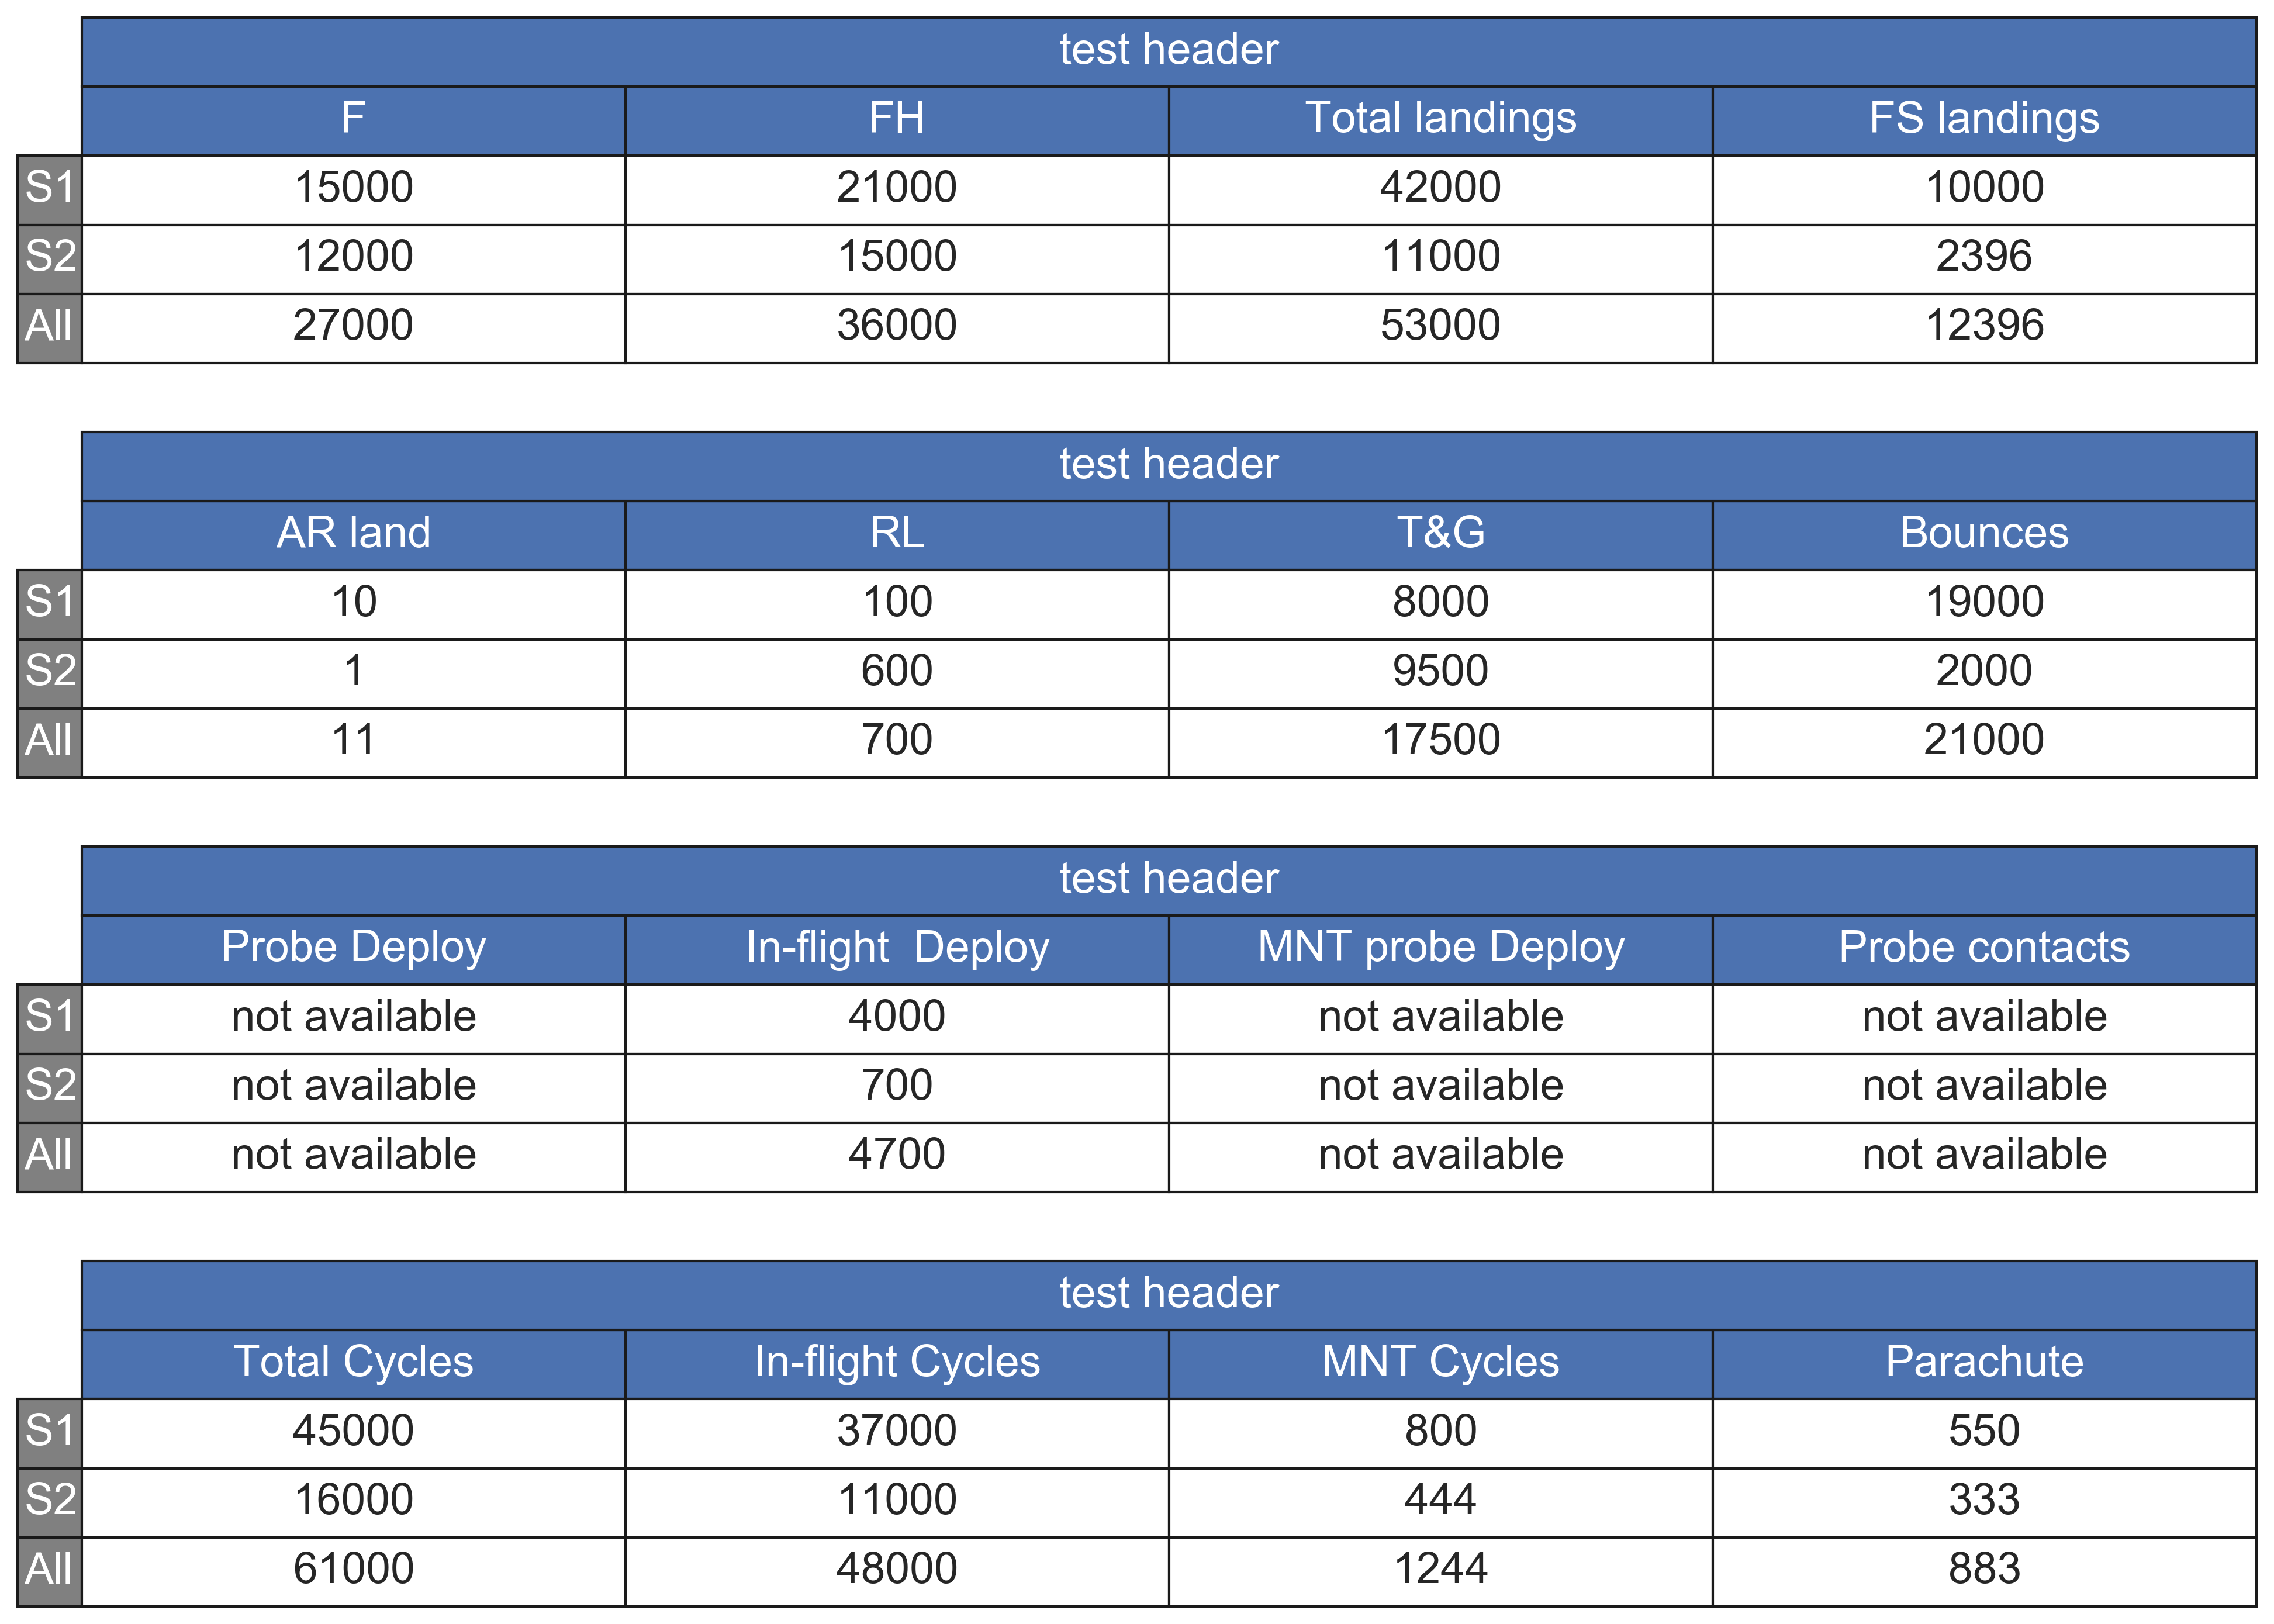 test header
F FH Total landings FS landings
S1 15000 21000 42000 10000
S2 12000 15000 11000 2396
All 27000 36000 53000 12396
test header
AR land RL T&G Bounces
S1 10 100 8000 19000
S2 1 600 9500 2000
All 11 700 17500 21000
test header
Probe Deploy In-flight  Deploy MNT probe Deploy Probe contacts
S1 not available 4000 not available not available
S2 not available 700 not available not available
All not available 4700 not available not available
test header
Total Cycles In-flight Cycles MNT Cycles Parachute
S1 45000 37000 800 550
S2 16000 11000 444 333
All 61000 48000 1244 883